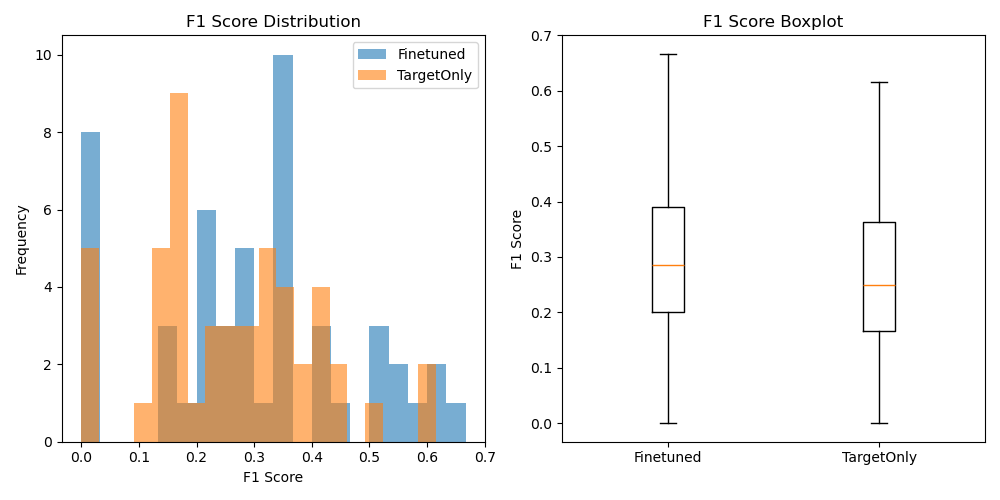 F1 Score Distribution
Finetuned
TargetOnly
Frequency
10
8
6
4
2
0
0.0 0.1 0.2 0.3 0.4 0.5 0.6 0.7
F1 Score
F1 Score Boxplot
F1 Score
0.7
0.6
0.5
0.4
0.3
0.2
0.1
0.0
Finetuned TargetOnly